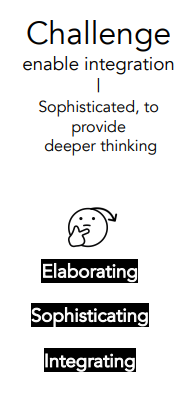 Challenge
enable integration
|
Sophisticated, to
provide
deeper thinking
Elaborating
Sophisticating
Integrating